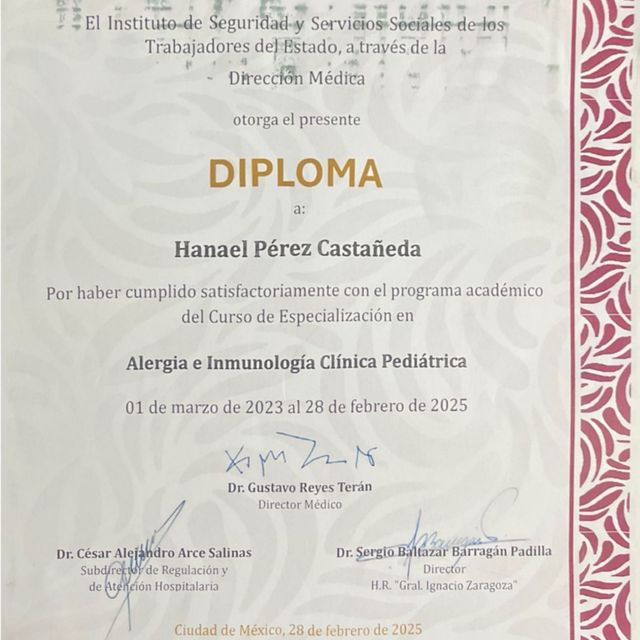 El Instituto de Seguridad y Servicios Sociales de los
Trabajadores del Estado, a través de la
Dirección Médica
otorga el presente
DIPLOMA
a:
Hanael Pérez Castañeda
Por haber cumplido satisfactoriamente con el programa académico
del Curso de Especialización en
Alergia e Inmunología Clínica Pediátrica
01 de marzo de 2023 al 28 de febrero de 2025
Dr. Gustavo Reyes Terán
Director Médico
Dr. César Alejandro Arce Salinas
Subdirector de Regulación y
de Atención Hospitalaria
Dr. Sergio Baltazar Barragán Padilla
Director
H.R. "Gral. Ignacio Zaragoza"
Ciudad de México, 28 de febrero de 2025